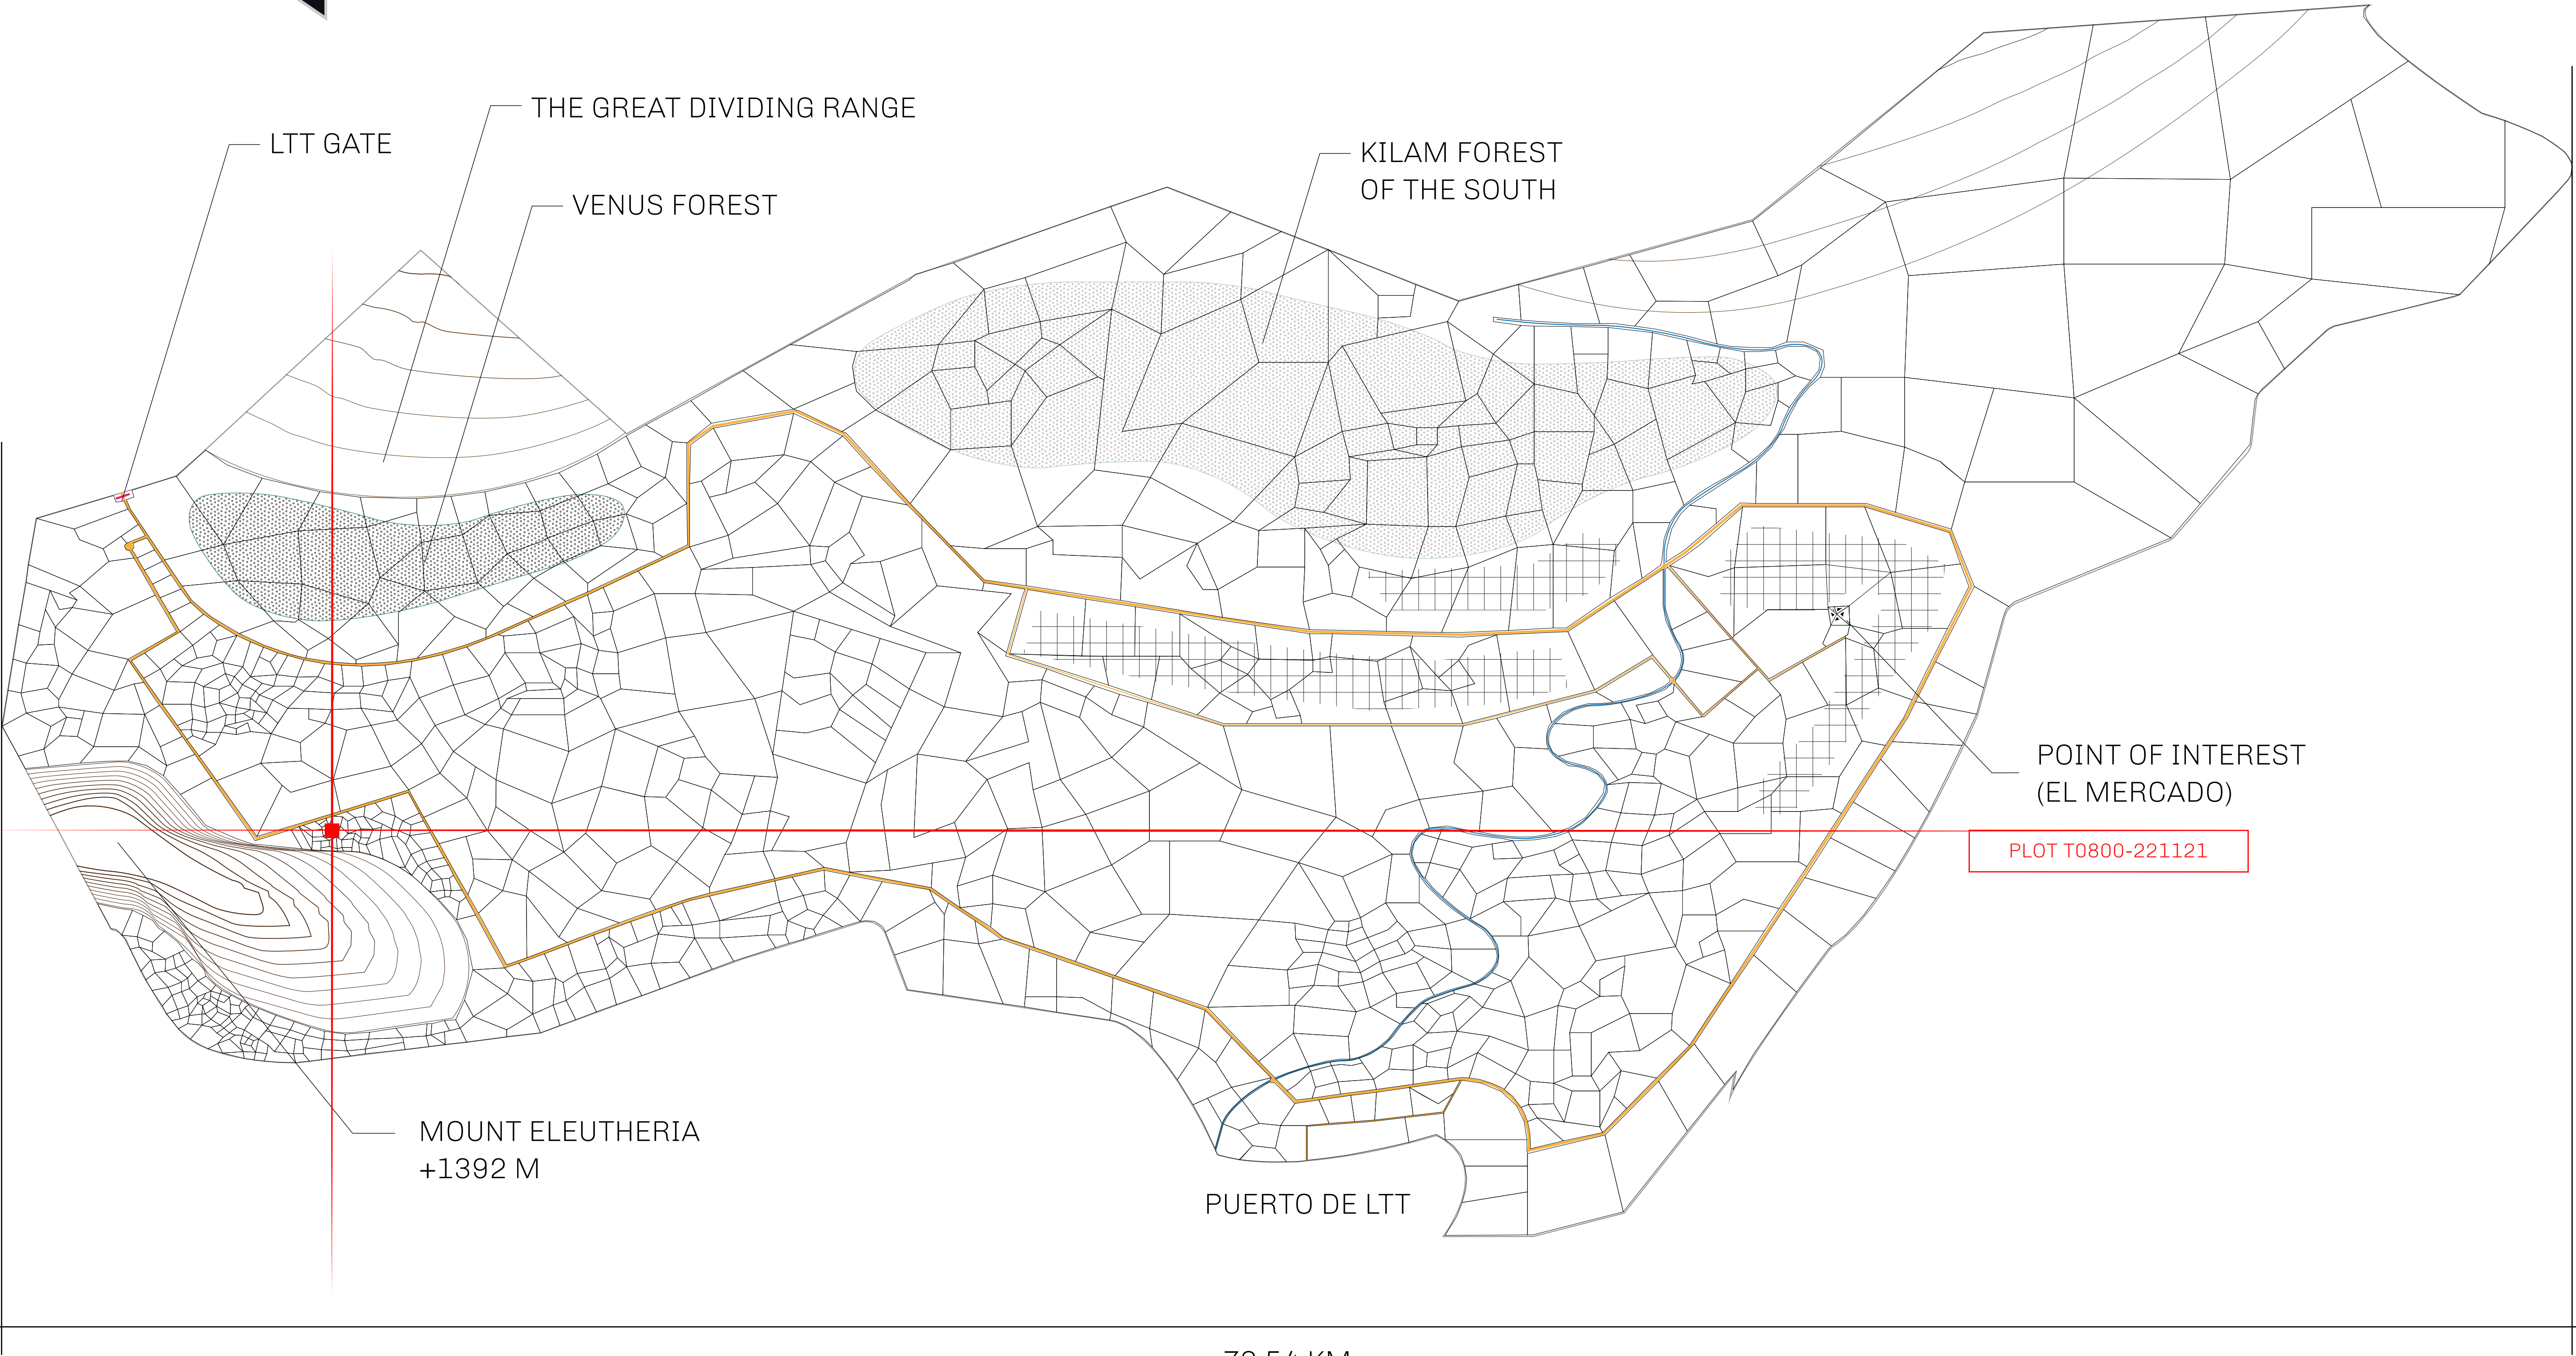 THE GREAT DIVIDING RANGE
LTT GATE
KILAM FOREST
OF THE SOUTH
VENUS FOREST
POINT OF INTEREST
(EL MERCADO)
PLOT T0800-221121
MOUNT ELEUTHERIA
+1392 M
PUERTO DE LTT
KM